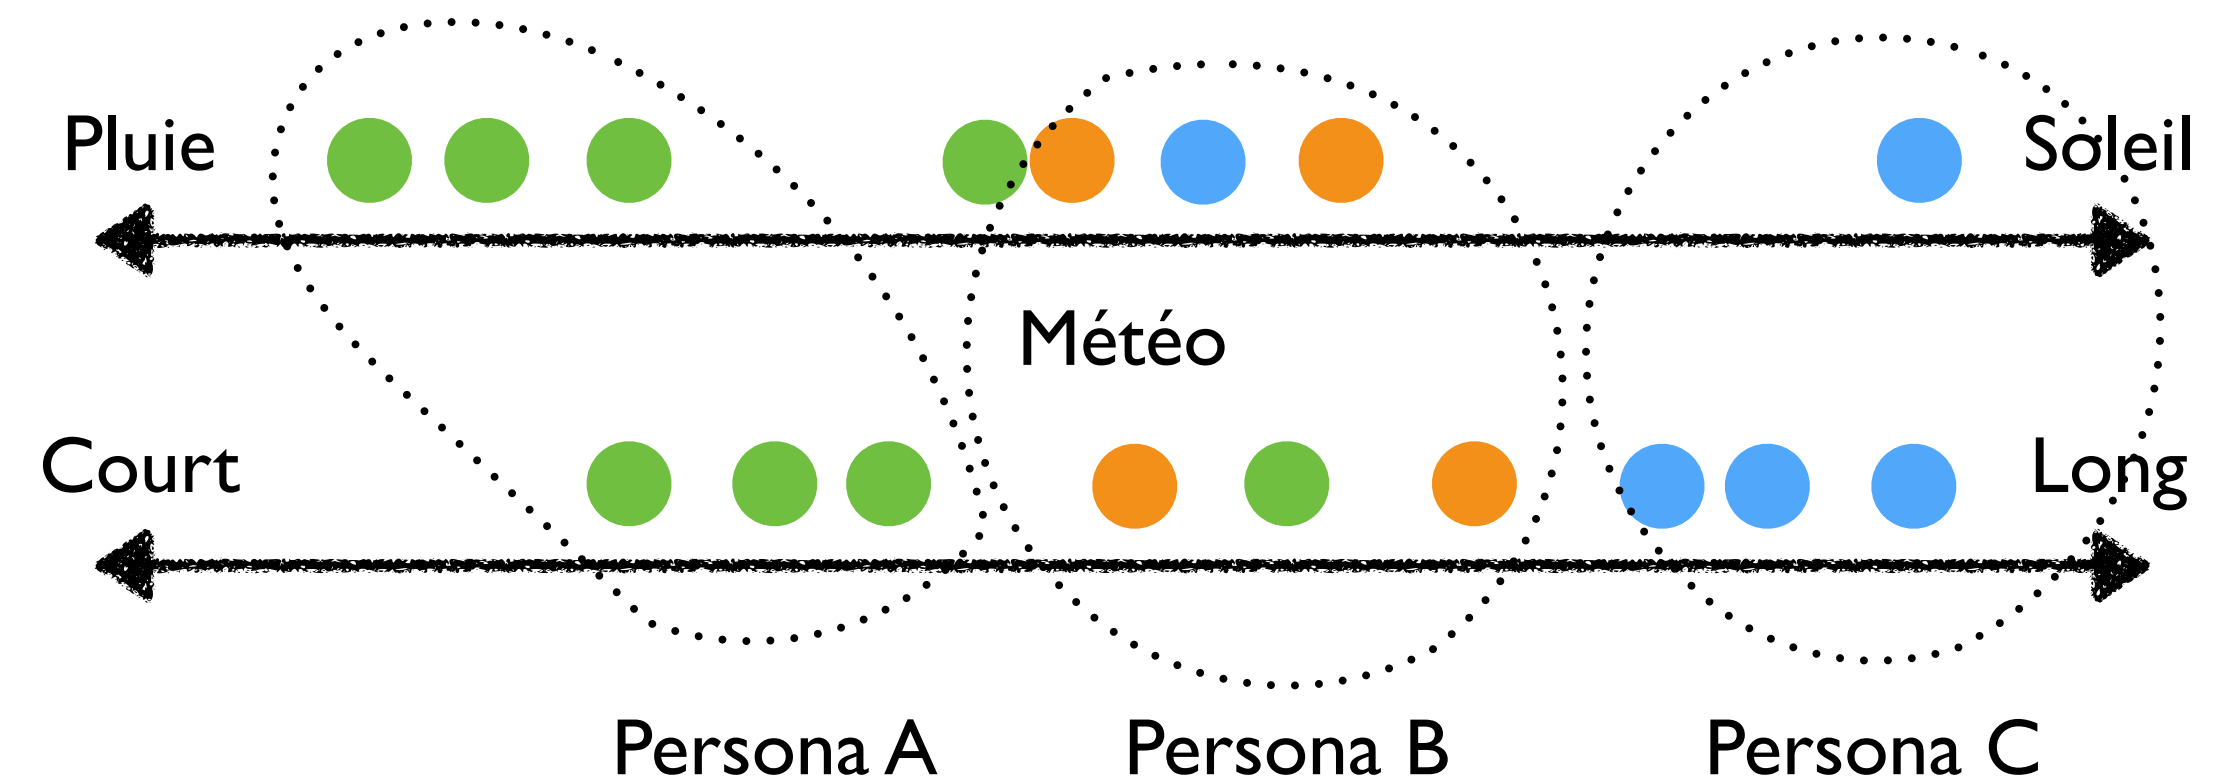 Pluie
Soleil
Météo
Court
Long
Persona A
Persona B
Persona C